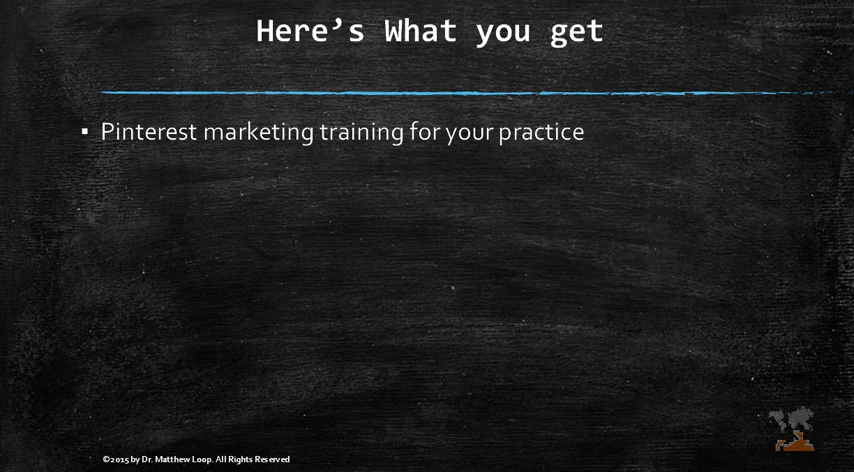 Here’s What you get
▪ Pinterest marketing training for your practice
©2015 by Dr. Matthew Loop. All Rights Reserved